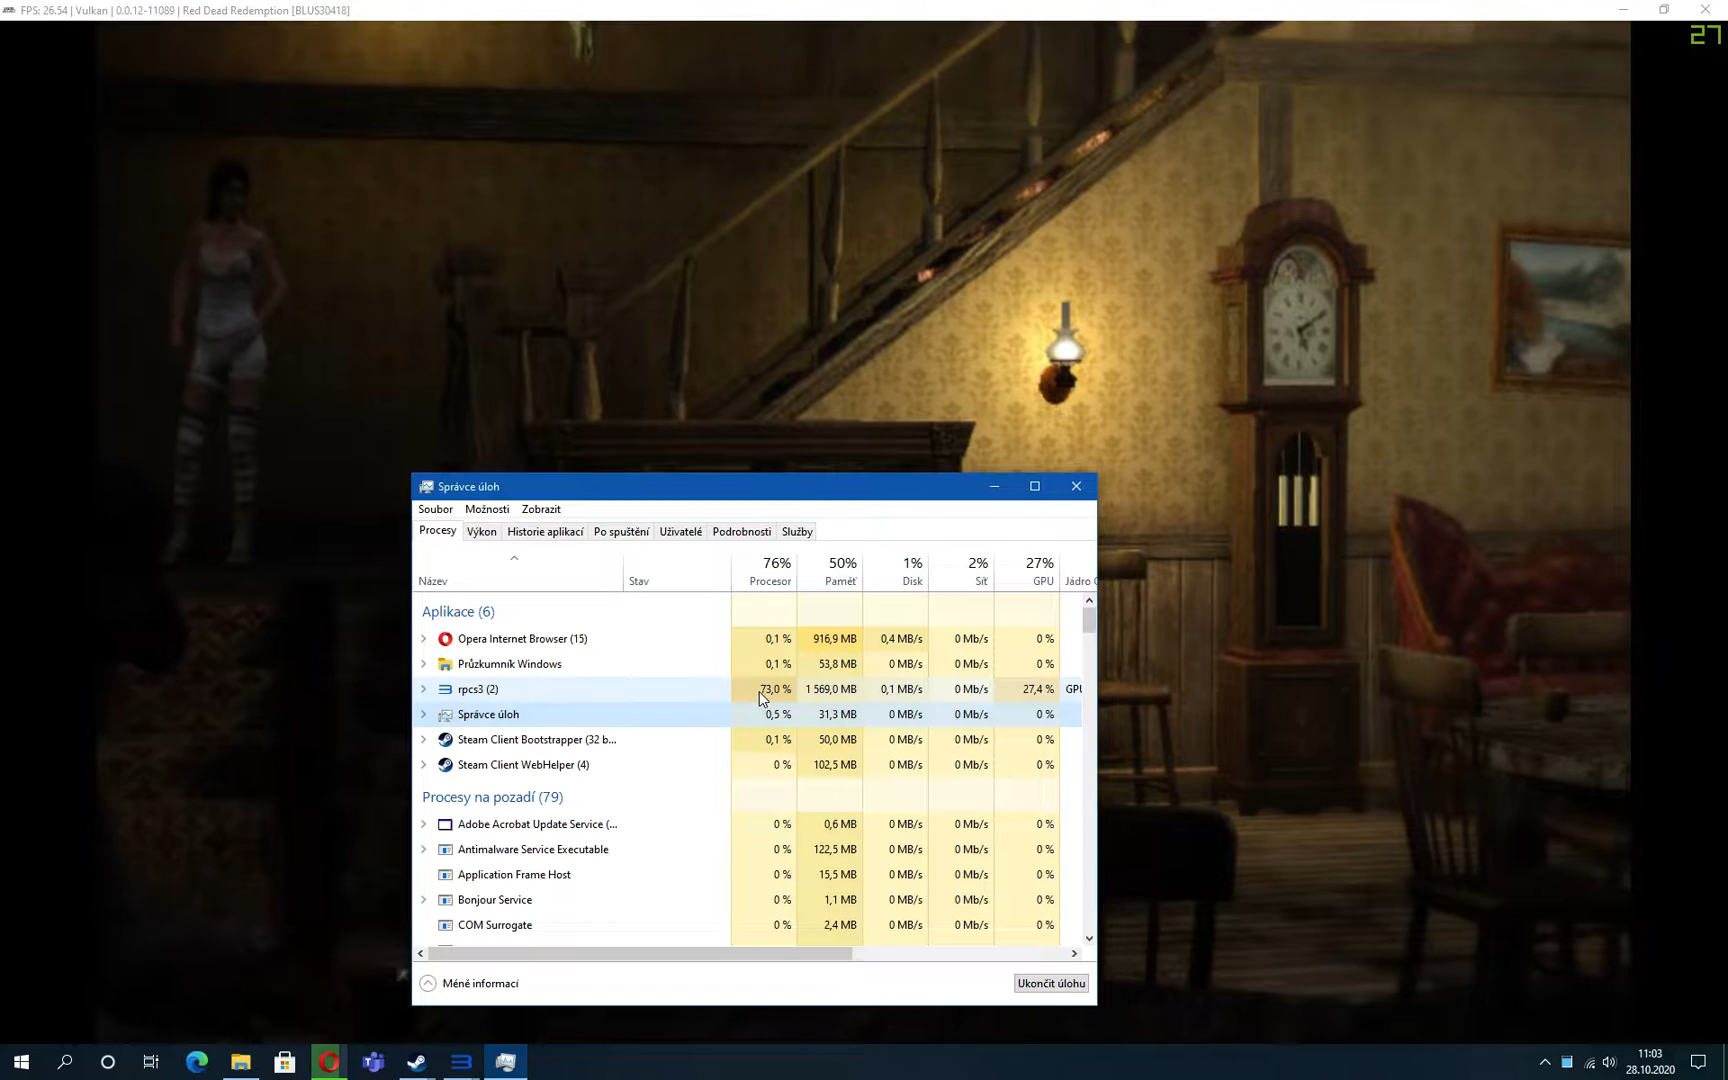 FPS: 26.54 | Vulkan | 0.0.12-11089 | Red Dead Redemption [BLUS30418]
27
Správce úloh
Soubor Možnosti Zobrazit
Procesy Výkon Historie aplikací Po spuštění Uživatelé Podrobnosti Služby
76% 50% 1% 2% 27%
Název Stav Procesor Paměť Disk Síť GPU Jádro G
Aplikace (6)
Opera Internet Browser (15) 0,1 % 916,9 MB 0,4 MB/s 0 Mb/s 0 %
Průzkumník Windows 0,1 % 53,8 MB 0 MB/s 0 Mb/s 0 %
rpcs3 (2) 73,0 % 1 569,0 MB 0,1 MB/s 0 Mb/s 27,4 % GPU
Správce úloh 0,5 % 31,3 MB 0 MB/s 0 Mb/s 0 %
Steam Client Bootstrapper (32 b... 0,1 % 50,0 MB 0 MB/s 0 Mb/s 0 %
Steam Client WebHelper (4) 0 % 102,5 MB 0 MB/s 0 Mb/s 0 %
Procesy na pozadí (79)
Adobe Acrobat Update Service (... 0 % 0,6 MB 0 MB/s 0 Mb/s 0 %
Antimalware Service Executable 0 % 122,5 MB 0 MB/s 0 Mb/s 0 %
Application Frame Host 0 % 15,5 MB 0 MB/s 0 Mb/s 0 %
Bonjour Service 0 % 1,1 MB 0 MB/s 0 Mb/s 0 %
COM Surrogate 0 % 2,4 MB 0 MB/s 0 Mb/s 0 %
Méně informací
Ukončit úlohu
11:03
28.10.2020